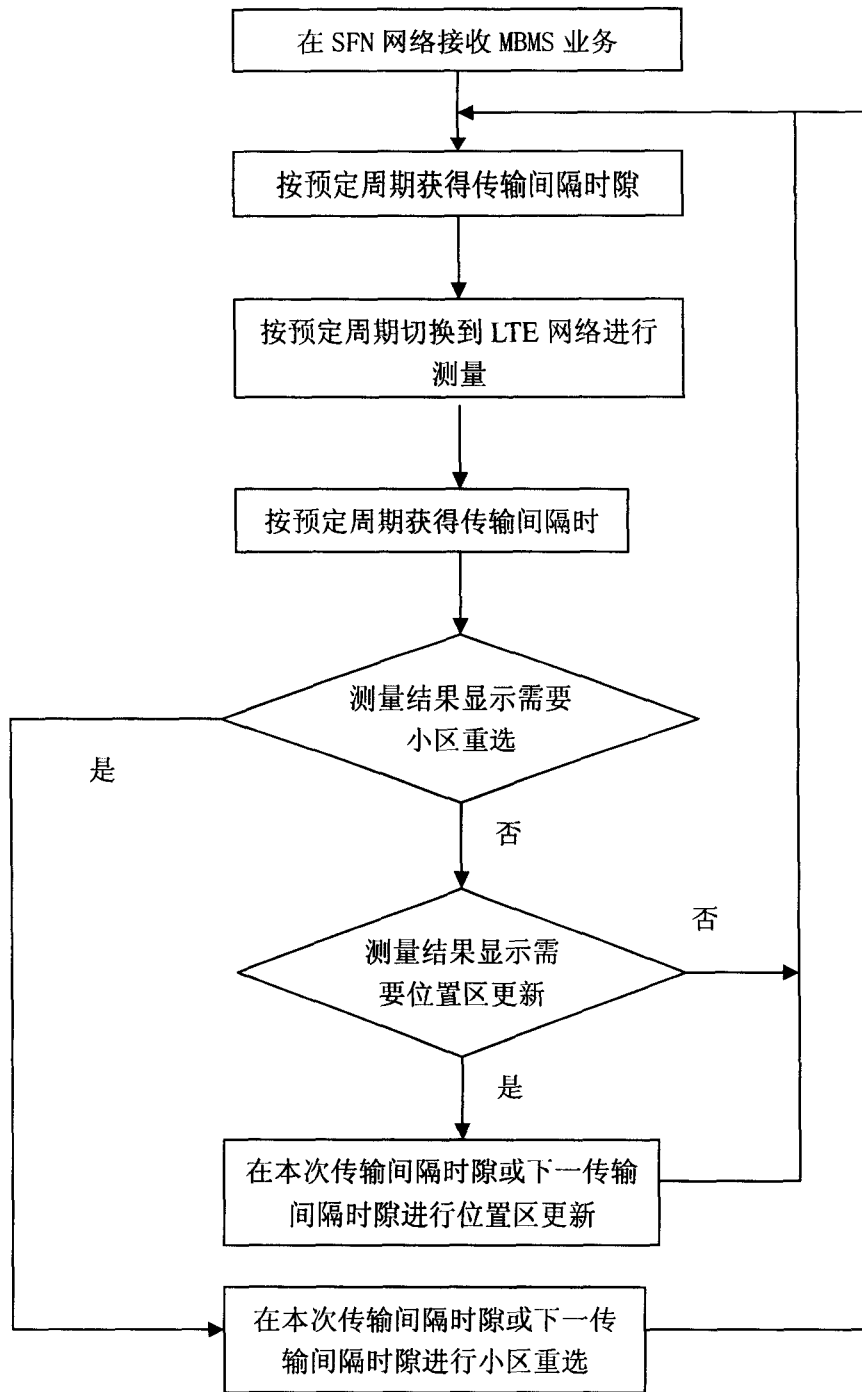 在 SFN 网络接收 MBMS 业务
按预定周期获得传输间隔时隙
按预定周期切换到 LTE 网络进行
测量
按预定周期获得传输间隔时
测量结果显示需要
小区重选
是
否
测量结果显示需
要位置区更新
否
是
在本次传输间隔时隙或下一传输
间隔时隙进行位置区更新
在本次传输间隔时隙或下一传
输间隔时隙进行小区重选